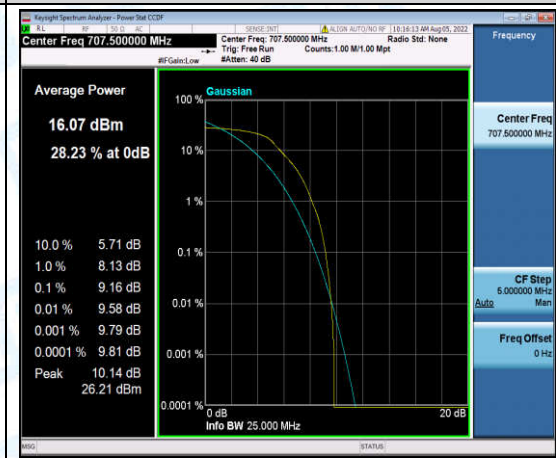 Keysight Spectrum Analyzer - Power Stat CCDF
RL RF 50 Ω AC SENSE:INT ALIGN AUTO/NO RF 10:16:13 AM Aug 05, 2022
Center Freq 707.500000 MHz
Center Freq: 707.500000 MHz Radio Std: None
Trig: Free Run Counts:1.00 M/1.00 Mpt
#IFGain:Low #Atten: 40 dB
Frequency
Average Power
16.07 dBm
28.23 % at 0dB
10.0 % 5.71 dB
1.0 % 8.13 dB
0.1 % 9.16 dB
0.01 % 9.58 dB
0.001 % 9.79 dB
0.0001 % 9.81 dB
Peak 10.14 dB
26.21 dBm
Gaussian
100 %
10 %
1 %
0.1 %
0.01 %
0.001 %
0.0001 %
0 dB 20 dB
Info BW 25.000 MHz
Center Freq
707.500000 MHz
CF Step
5.000000 MHz
Auto Man
Freq Offset
0 Hz
MSG STATUS